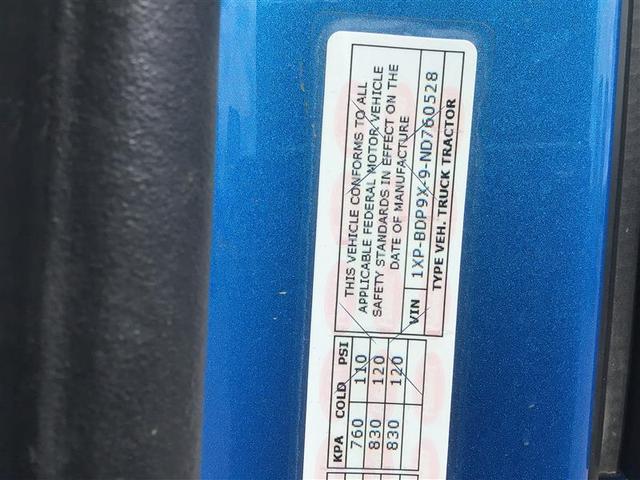 THIS VEHICLE CONFORMS TO ALL
APPLICABLE FEDERAL MOTOR VEHICLE
SAFETY STANDARDS IN EFFECT ON THE
DATE OF MANUFACTURE
VIN 1XP-BDP9X-9-ND760528
TYPE VEH. TRUCK TRACTOR
KPA COLD PSI
760 110
830 120
830 120